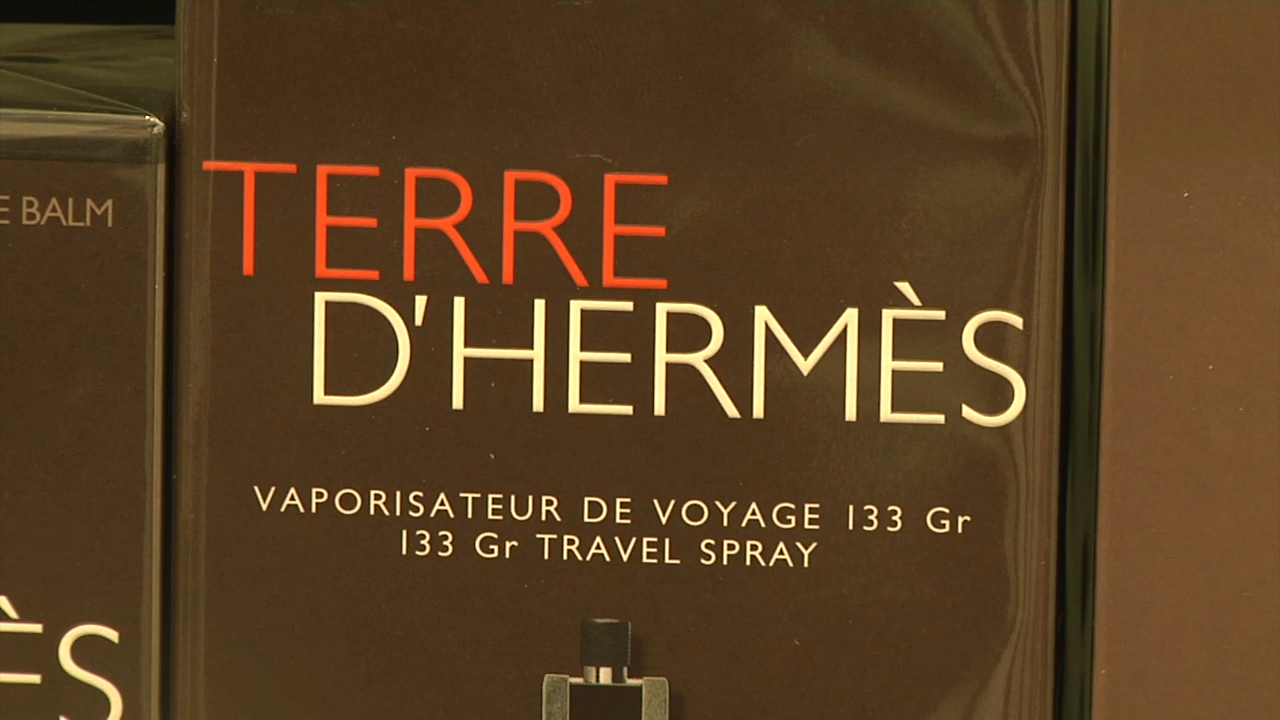 E BALM
TERRE
D'HERMÈS
VAPORISATEUR DE VOYAGE 133 Gr
133 Gr TRAVEL SPRAY
ÈS